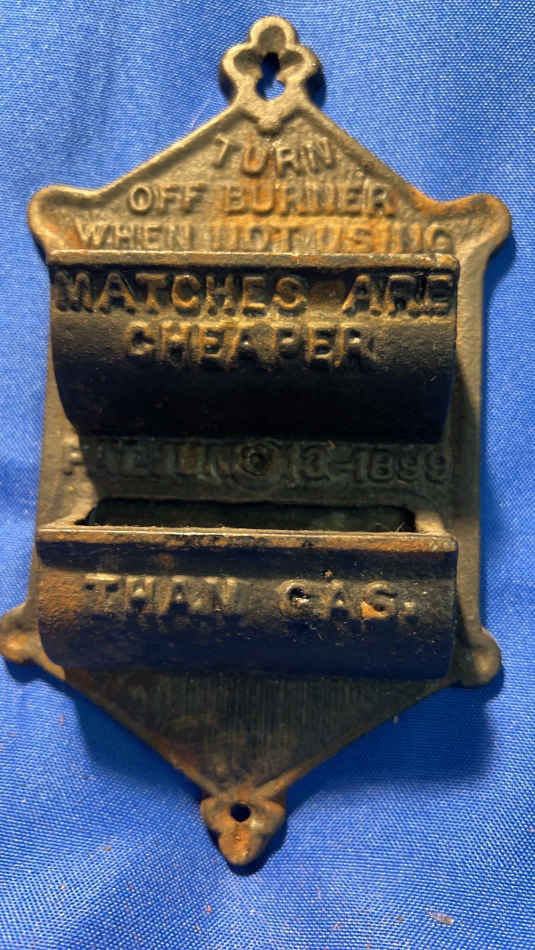 TURN
OFF BURNER
WHEN NOT USING
MATCHES ARE
CHEAPER
13-1899
THAN GAS.